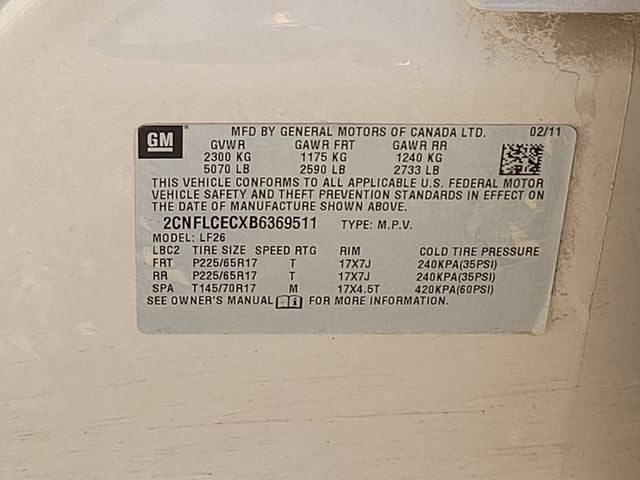 GM MFD BY GENERAL MOTORS OF CANADA LTD. 02/11
GVWR GAWR FRT GAWR RR
2300 KG 1175 KG 1240 KG
5070 LB 2590 LB 2733 LB
THIS VEHICLE CONFORMS TO ALL APPLICABLE U.S. FEDERAL MOTOR
VEHICLE SAFETY AND THEFT PREVENTION STANDARDS IN EFFECT ON
THE DATE OF MANUFACTURE SHOWN ABOVE.
2CNFLCECXB6369511 TYPE: M.P.V.
MODEL: LF26
LBC2 TIRE SIZE SPEED RTG RIM COLD TIRE PRESSURE
FRT P225/65R17 T 17X7J 240KPA(35PSI)
RR P225/65R17 T 17X7J 240KPA(35PSI)
SPA T145/70R17 M 17X4.5T 420KPA(60PSI)
SEE OWNER'S MANUAL FOR MORE INFORMATION.